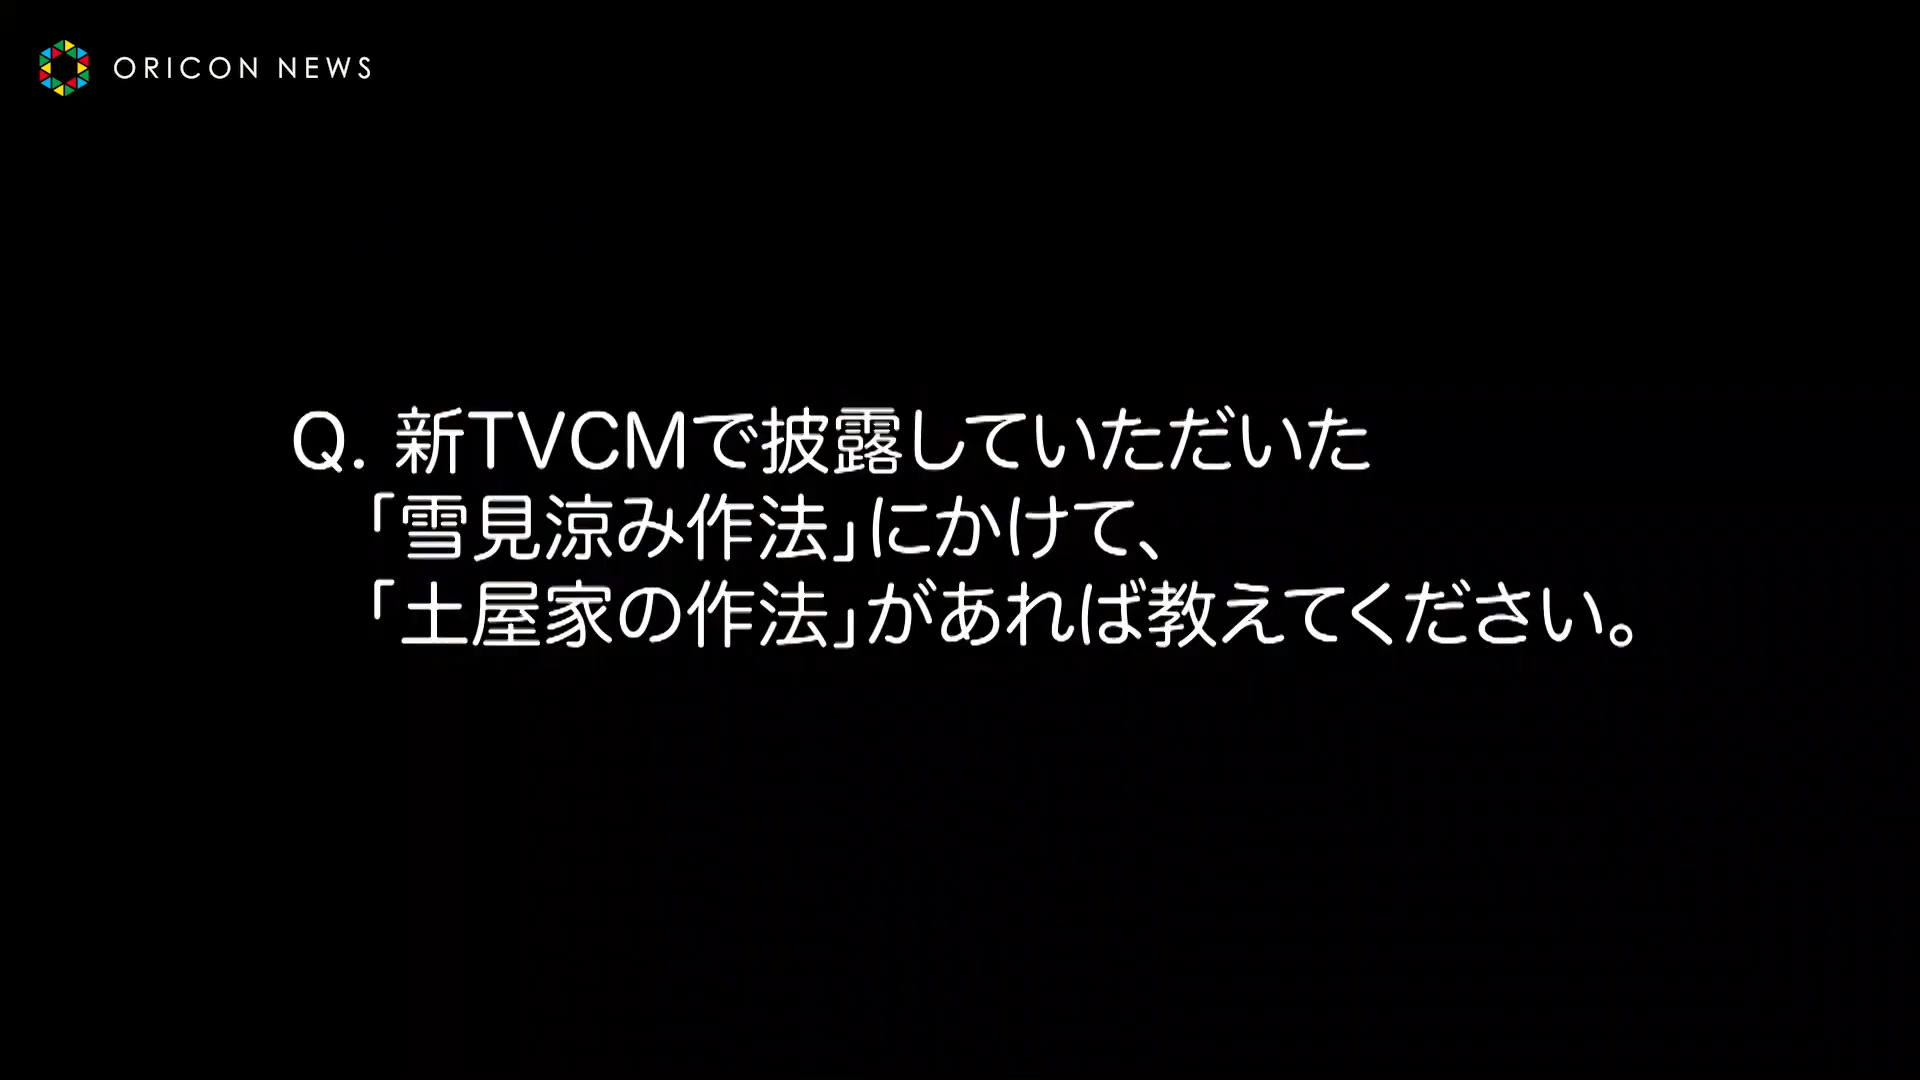 ORICON NEWS
Q. 新TVCMで披露していただいた
「雪見涼み作法」にかけて、
「土屋家の作法」があれば教えてください。